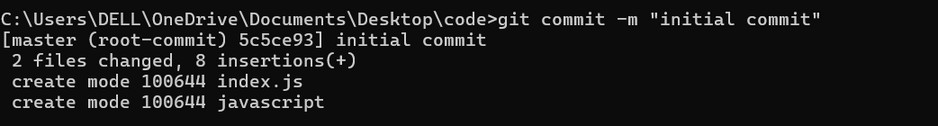 C:\Users\DELL\OneDrive\Documents\Desktop\code>git commit -m "initial commit"
[master (root-commit) 5c5ce93] initial commit
 2 files changed, 8 insertions(+)
 create mode 100644 index.js
 create mode 100644 javascript